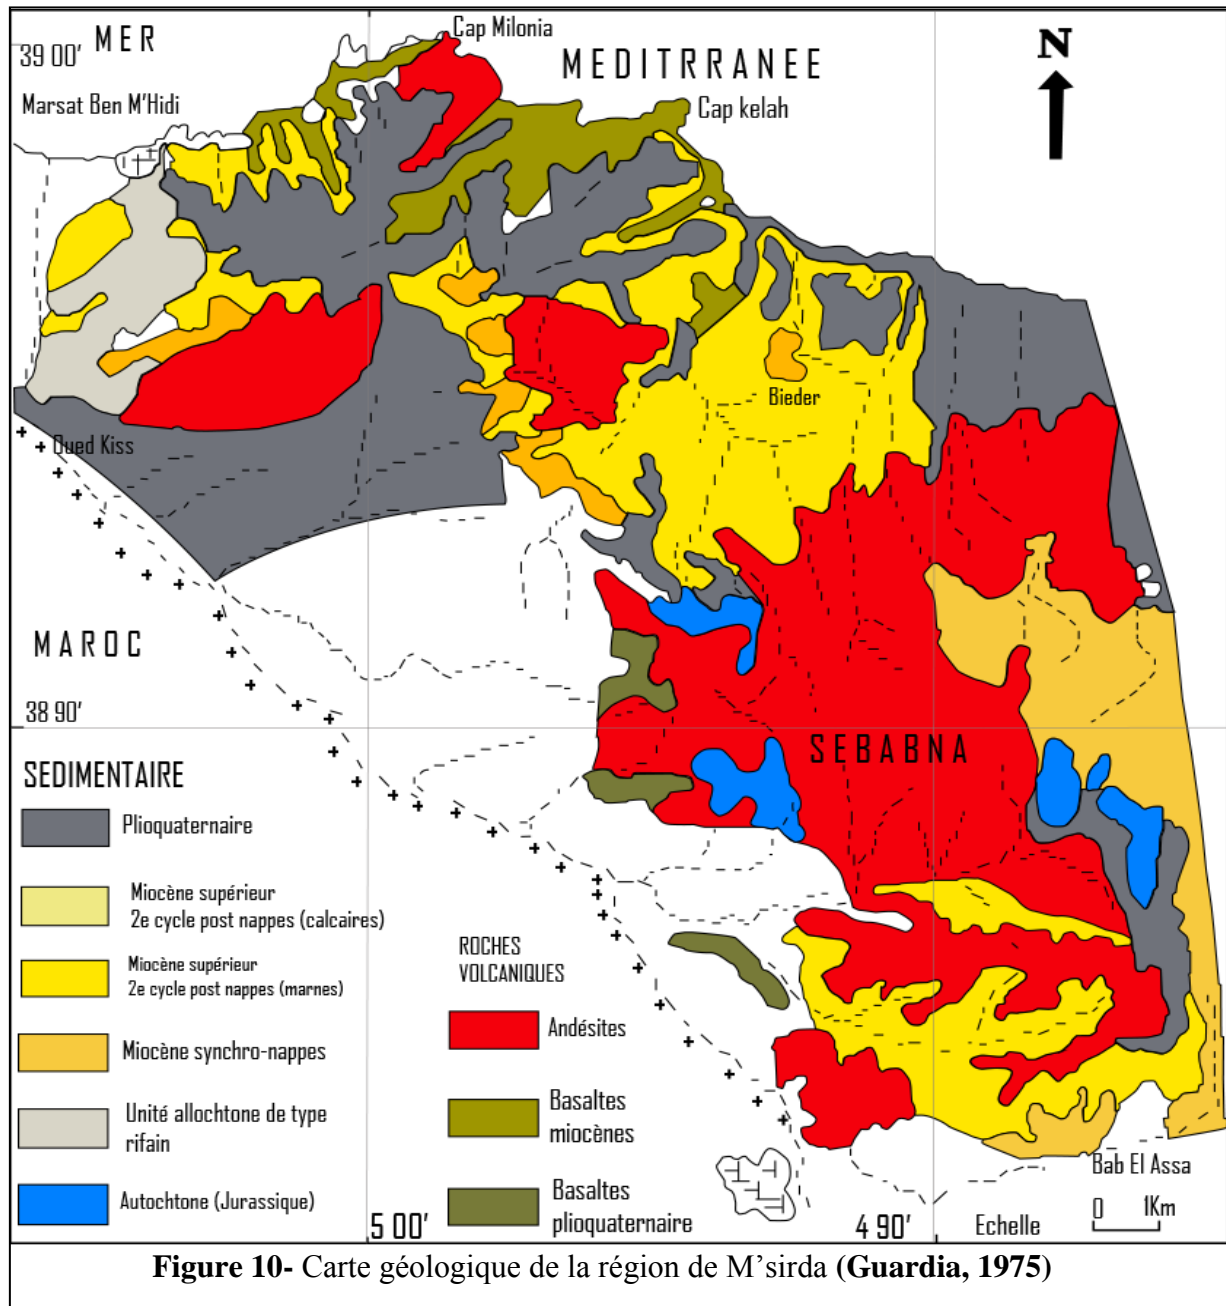 39 00'
MER
Cap Milonia
MEDITRRANEE
N
Marsat Ben M'Hidi
Cap kelah
Bieder
Oued Kiss
MAROC
38 90'
SEBABNA
SEDIMENTAIRE
Plioquaternaire
Miocène supérieur
2e cycle post nappes (calcaires)
Miocène supérieur
2e cycle post nappes (marnes)
Miocène synchro-nappes
Unité allochtone de type
rifain
Autochtone (Jurassique)
ROCHES
VOLCANIQUES
Andésites
Basaltes
miocènes
Basaltes
plioquaternaire
Bab El Assa
5 00'
4 90'
Echelle
0 1Km
Figure 10- Carte géologique de la région de M'sirda (Guardia, 1975)